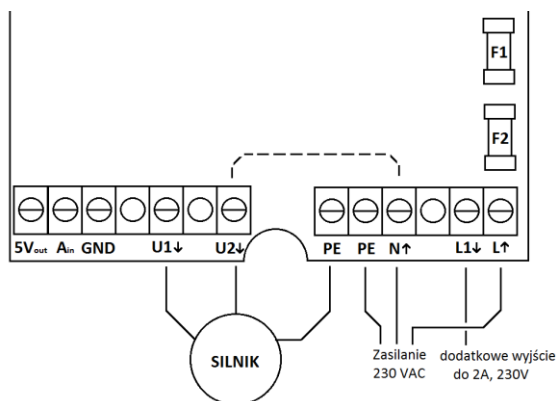 F1
F2
5Vout Ain GND U1↓ U2↓ PE PE N↑ L1↓ L↑
SILNIK
Zasilanie dodatkowe wyjście
230 VAC do 2A, 230V